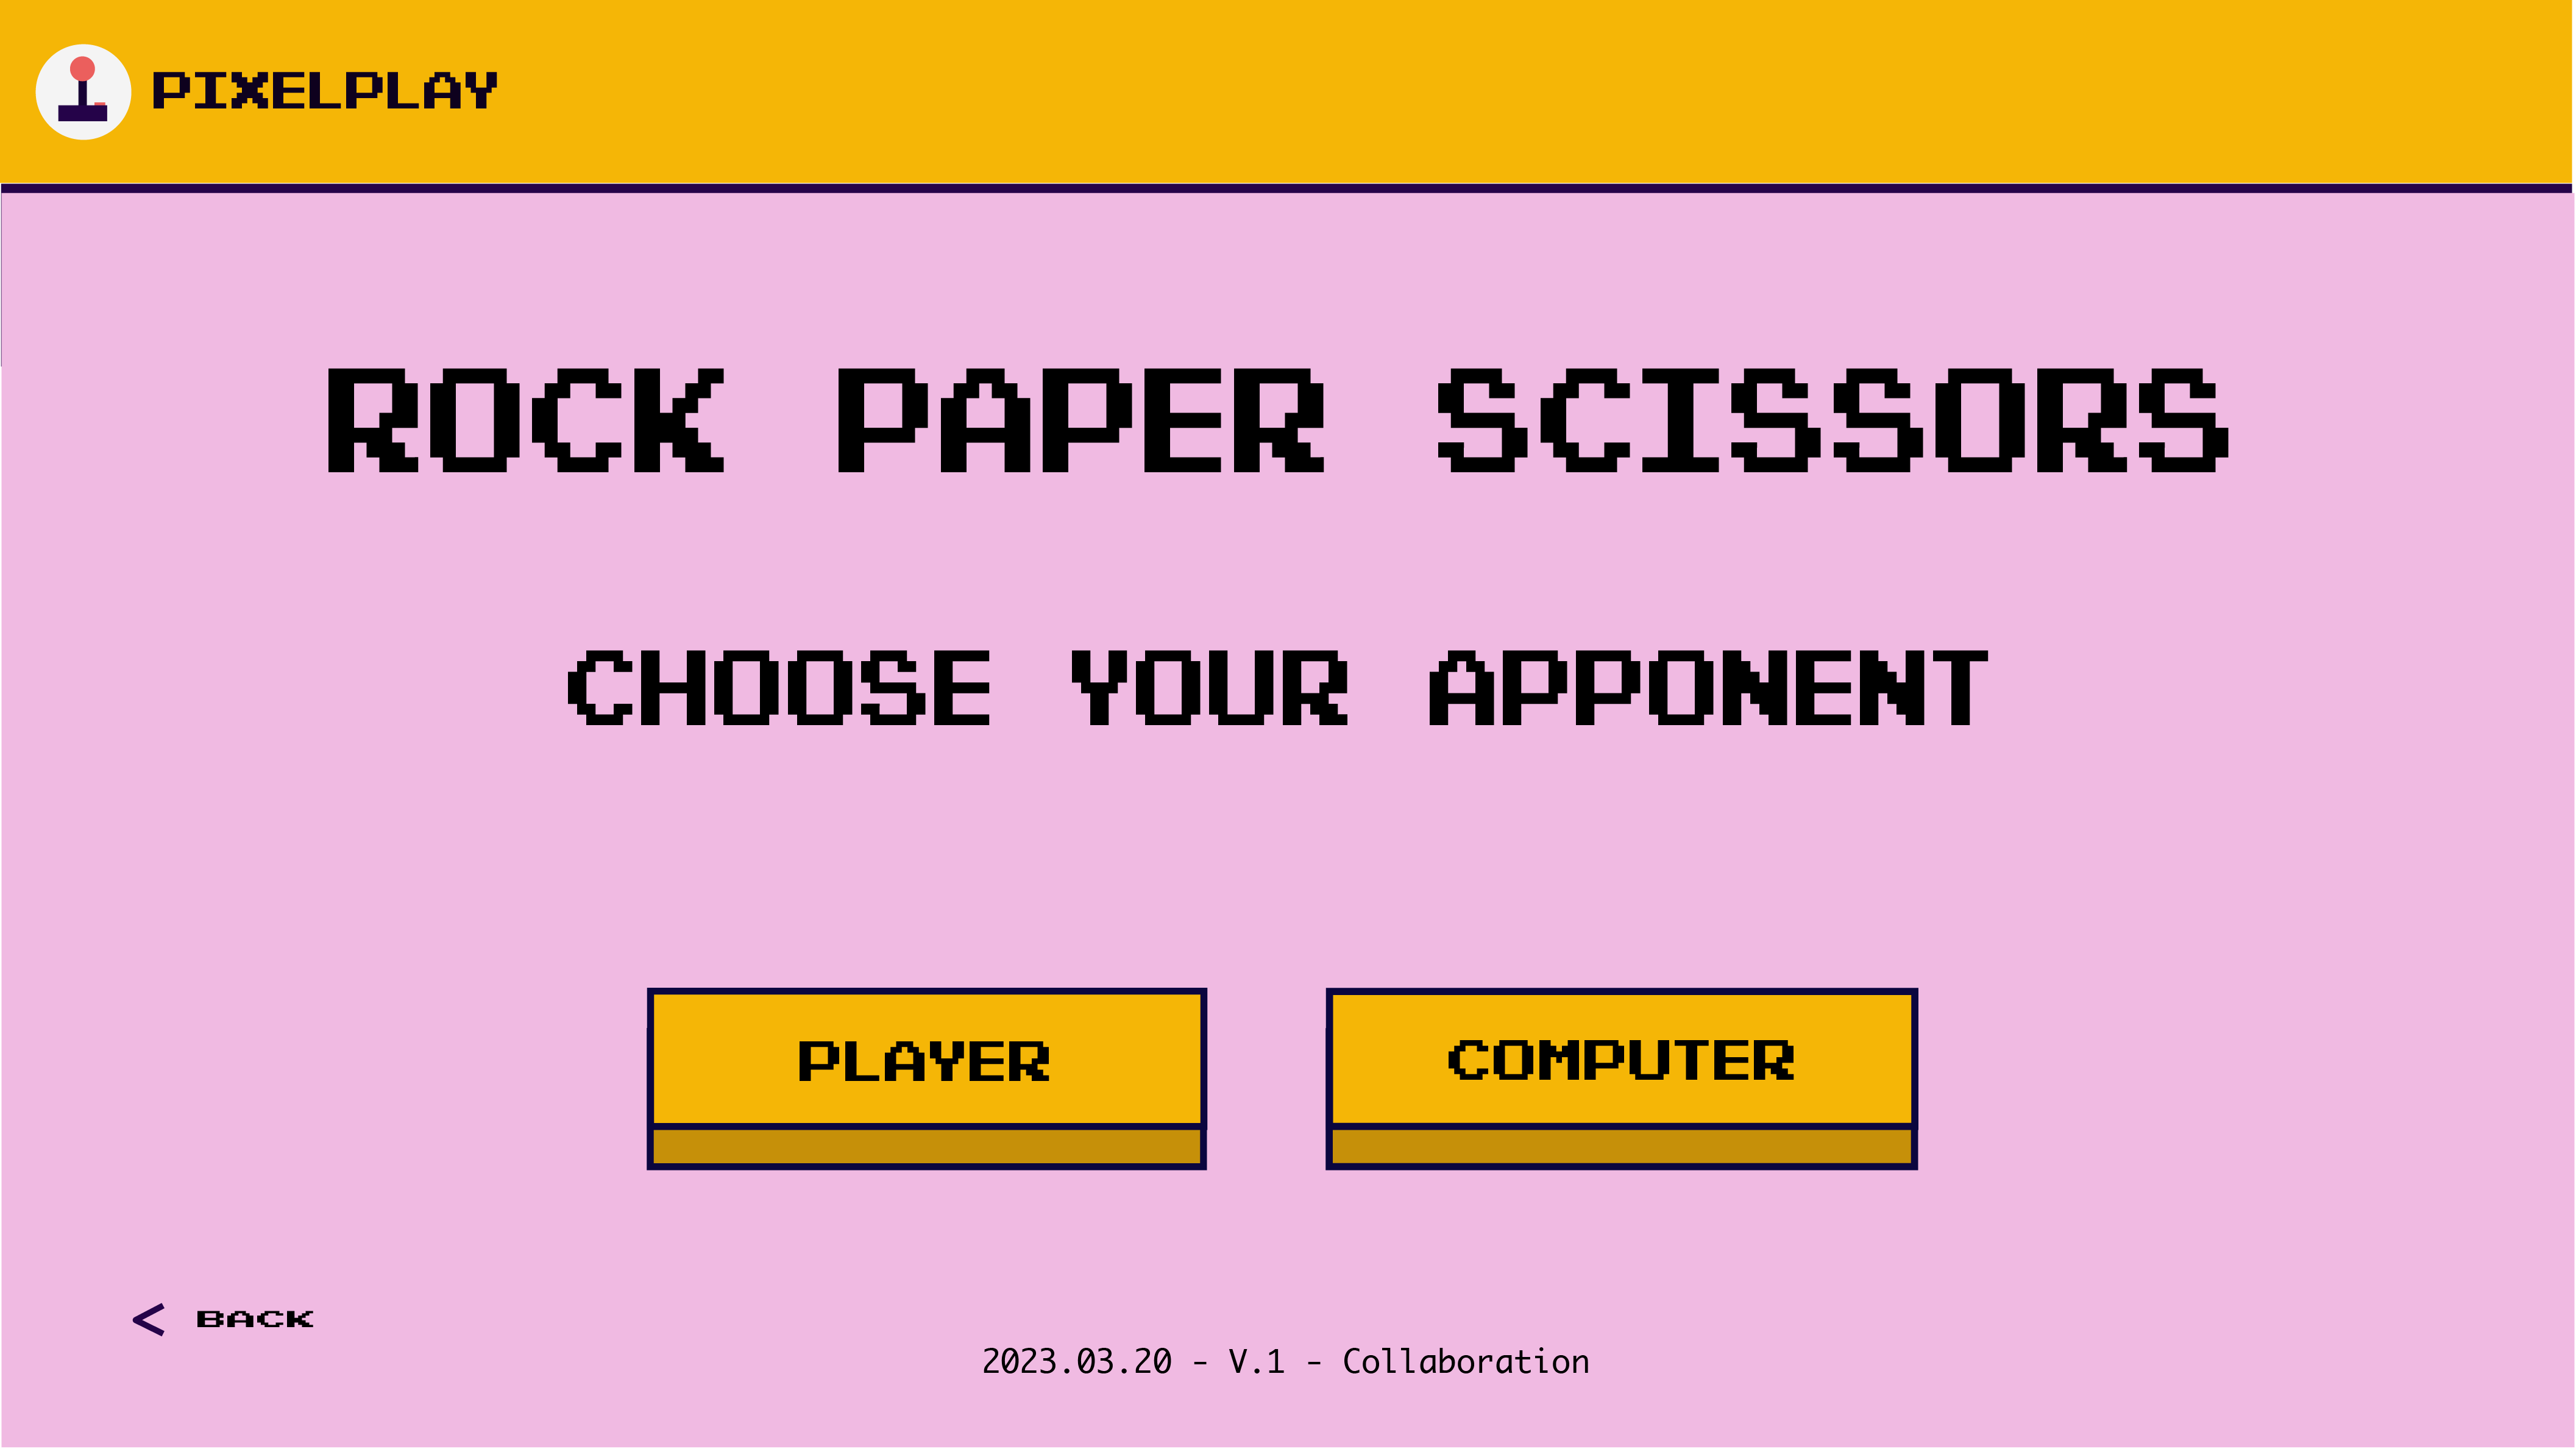 PIXELPLAY
ROCK PAPER SCISSORS
CHOOSE YOUR APPONENT
PLAYER
COMPUTER
< BACK
2023.03.20 - V.1 - Collaboration